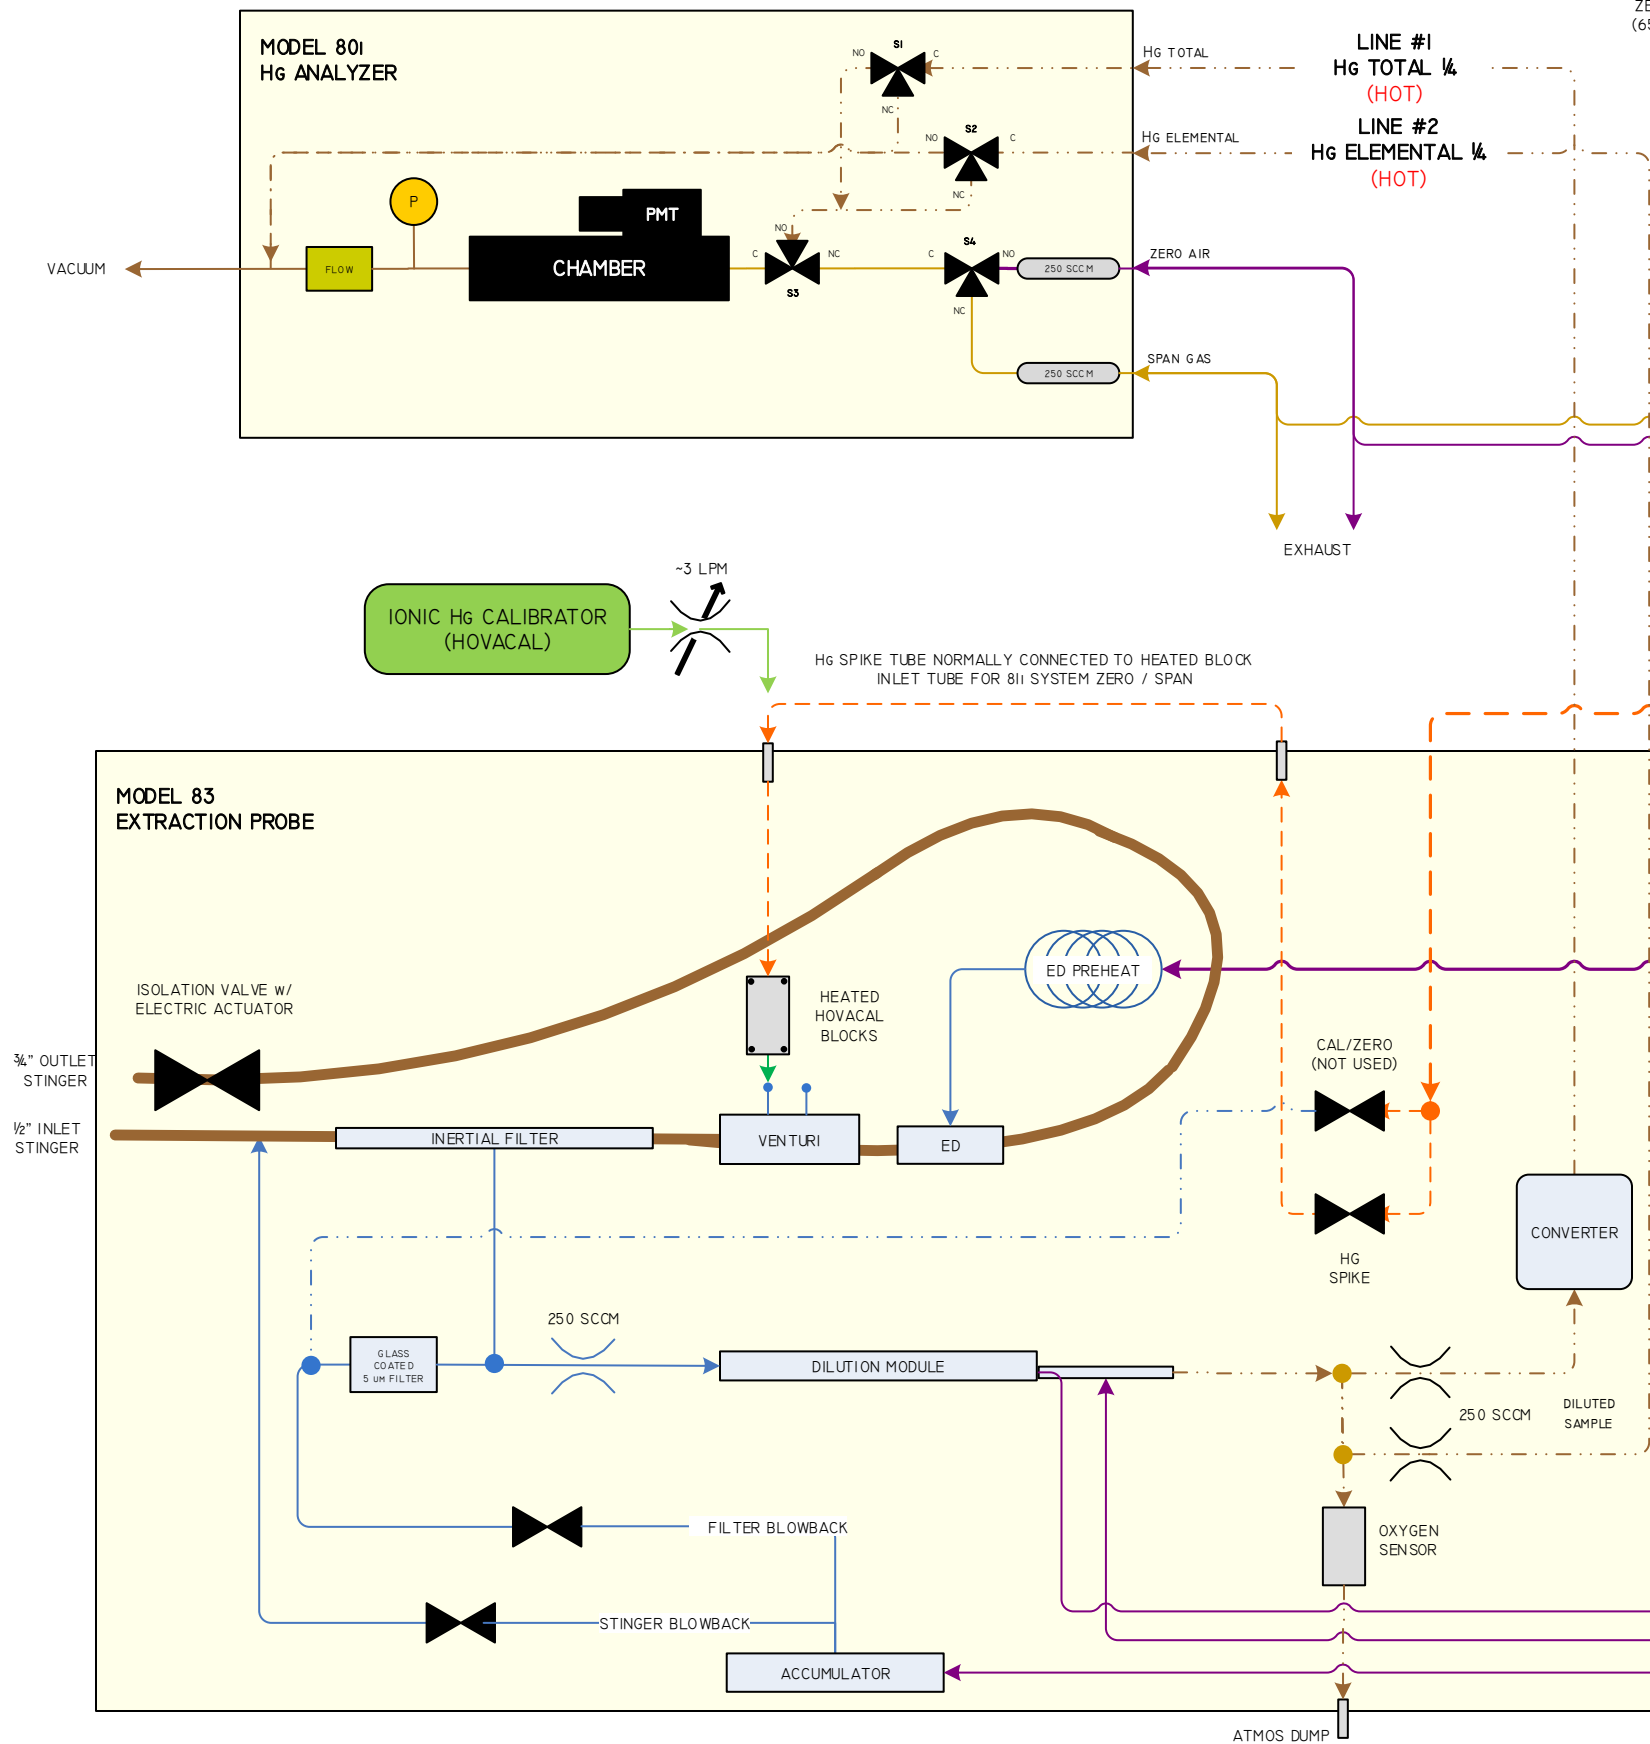 ZE
(65
MODEL 80i
Hg ANALYZER
S1
NO
C
NC
Hg TOTAL
LINE #1
Hg TOTAL ¼
(HOT)
S2
NO
C
NC
Hg ELEMENTAL
LINE #2
Hg ELEMENTAL ¼
(HOT)
P
PMT
VACUUM
FLOW
CHAMBER
NO
C
NC
S3
S4
C
NO
NC
250 SCCM
ZERO AIR
250 SCCM
SPAN GAS
EXHAUST
~3 LPM
IONIC Hg CALIBRATOR
(HOVACAL)
Hg SPIKE TUBE NORMALLY CONNECTED TO HEATED BLOCK
INLET TUBE FOR 81i SYSTEM ZERO / SPAN
MODEL 83
EXTRACTION PROBE
ISOLATION VALVE w/
ELECTRIC ACTUATOR
HEATED
HOVACAL
BLOCKS
ED PREHEAT
¾" OUTLET
STINGER
CAL/ZERO
(NOT USED)
½" INLET
STINGER
INERTIAL FILTER
VENTURI
ED
CONVERTER
HG
SPIKE
250 SCCM
GLASS
COATED
5 uM FILTER
DILUTION MODULE
250 SCCM
DILUTED
SAMPLE
FILTER BLOWBACK
OXYGEN
SENSOR
STINGER BLOWBACK
ACCUMULATOR
ATMOS DUMP